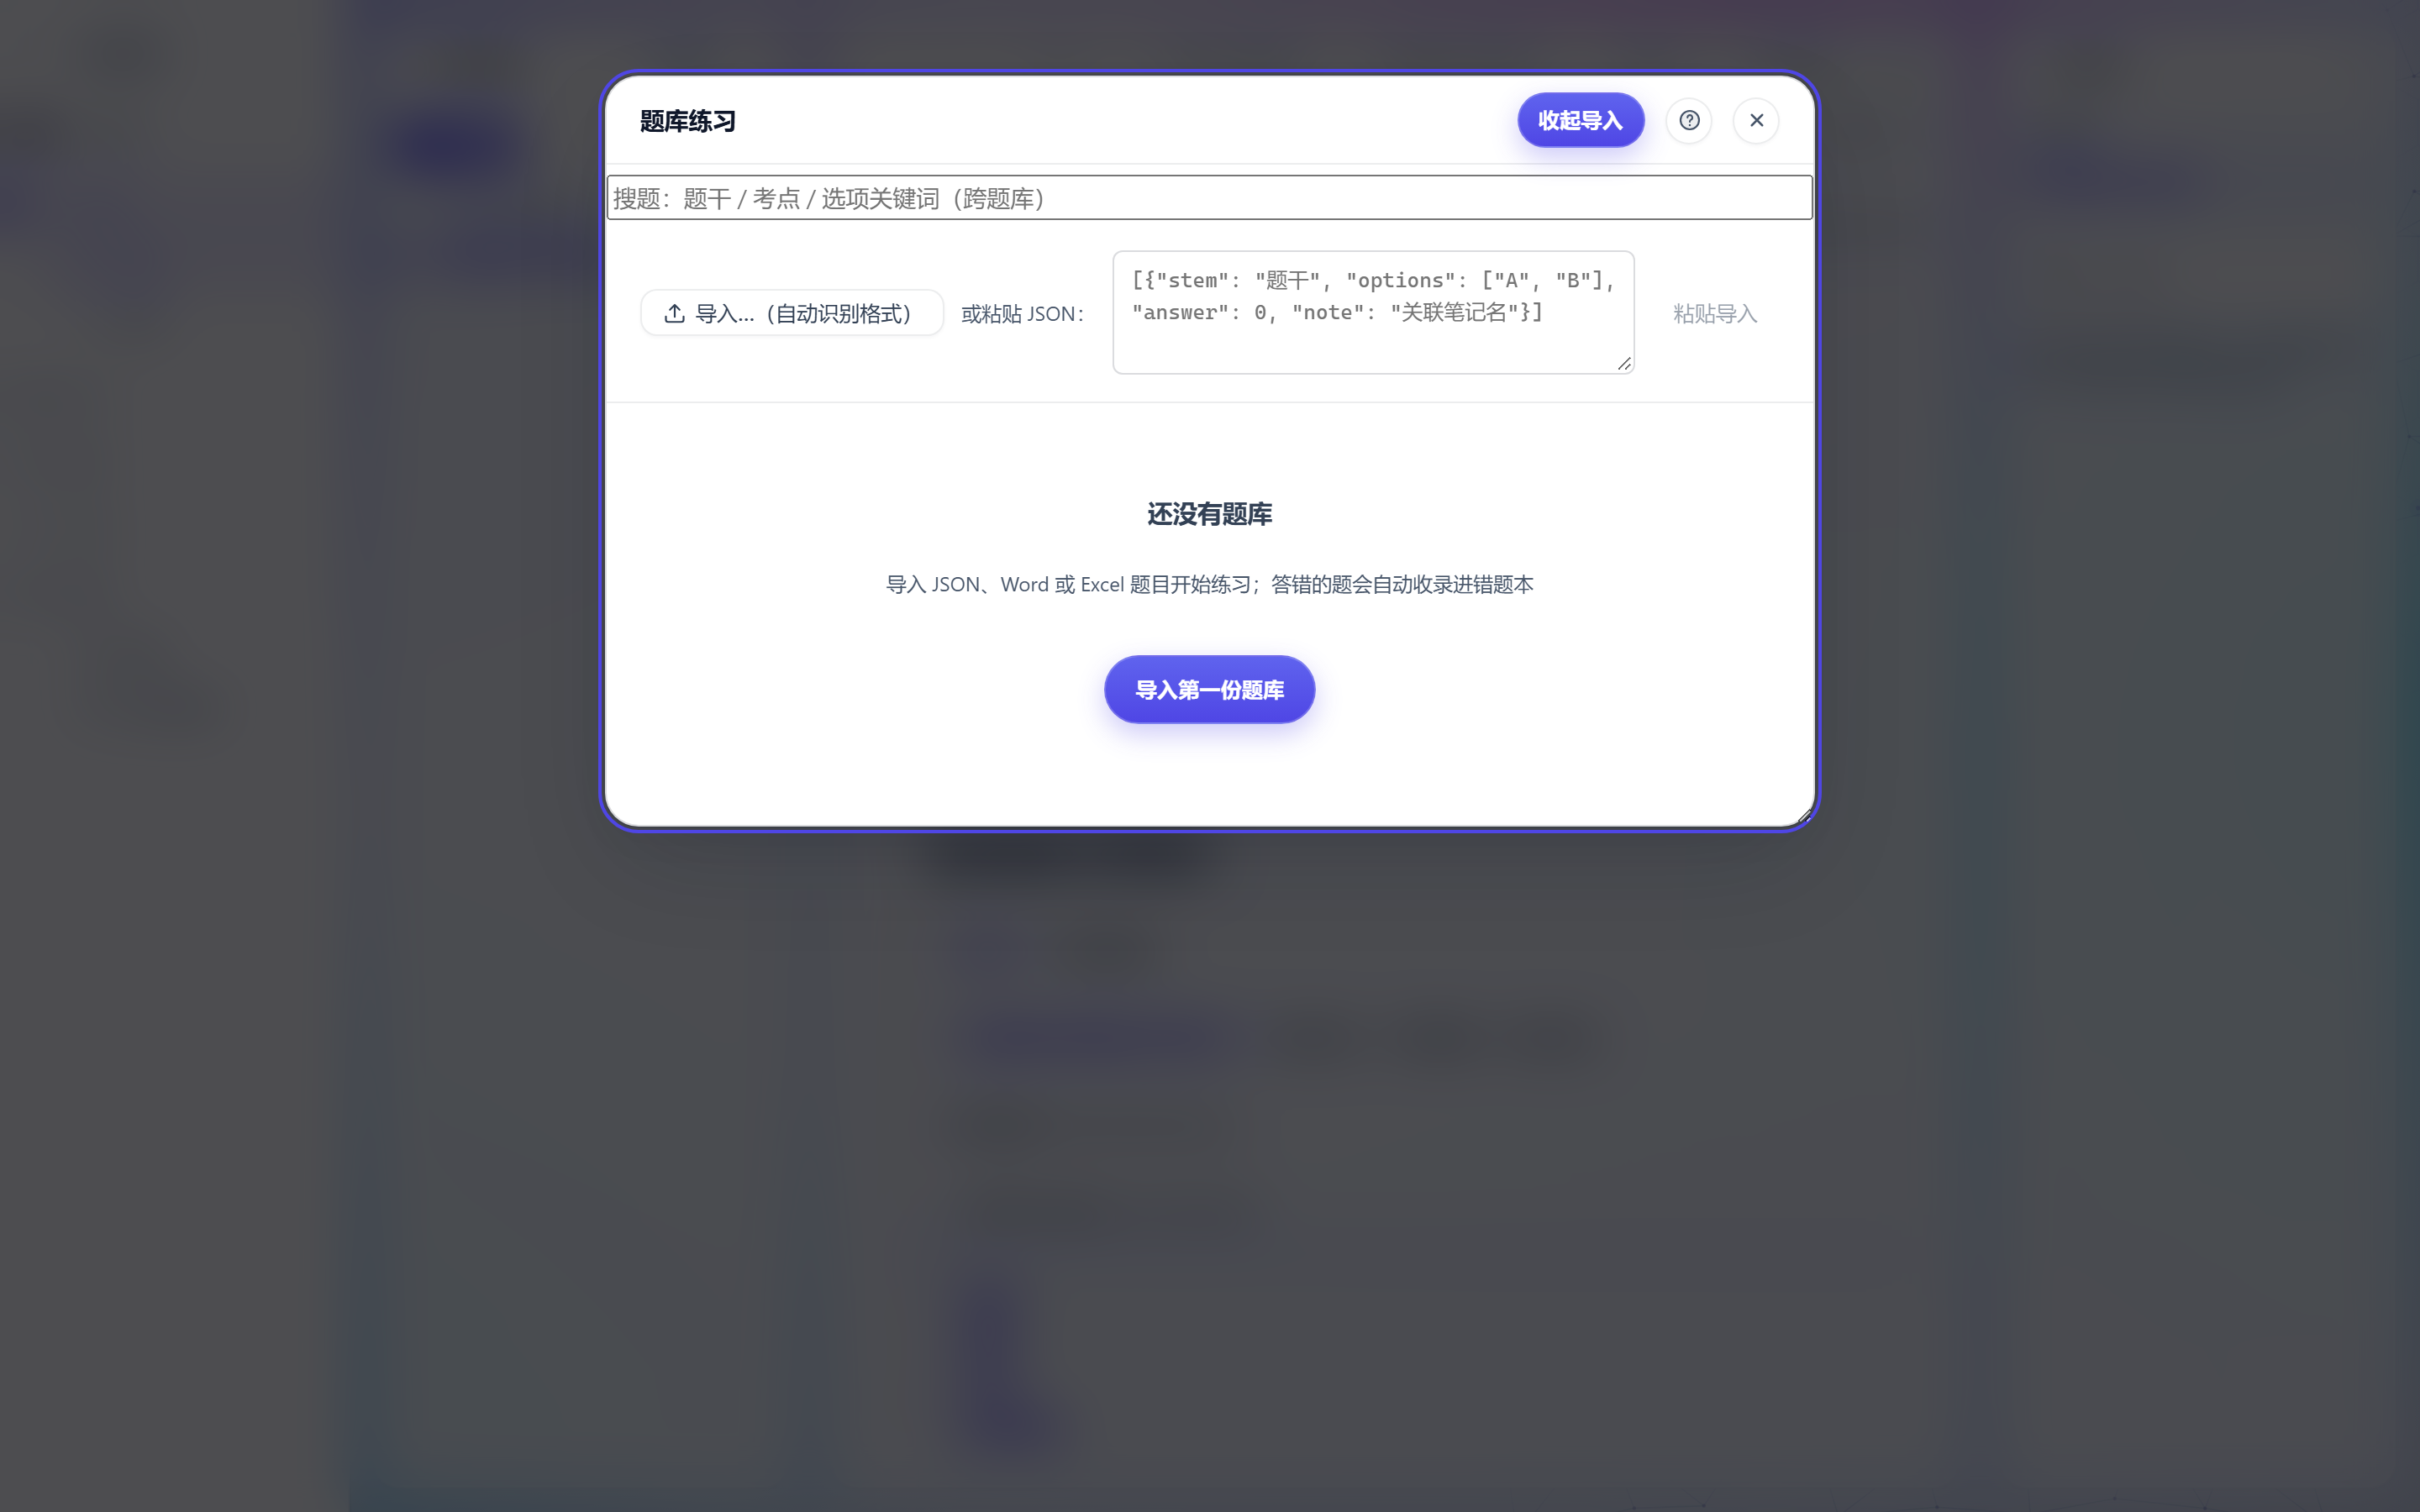 题库练习
收起导入
搜题：题干 / 考点 / 选项关键词（跨题库）
导入...（自动识别格式）
或粘贴 JSON：
[{"stem": "题干", "options": ["A", "B"],
"answer": 0, "note": "关联笔记名"}]
粘贴导入
还没有题库
导入 JSON、Word 或 Excel 题目开始练习；答错的题会自动收录进错题本
导入第一份题库